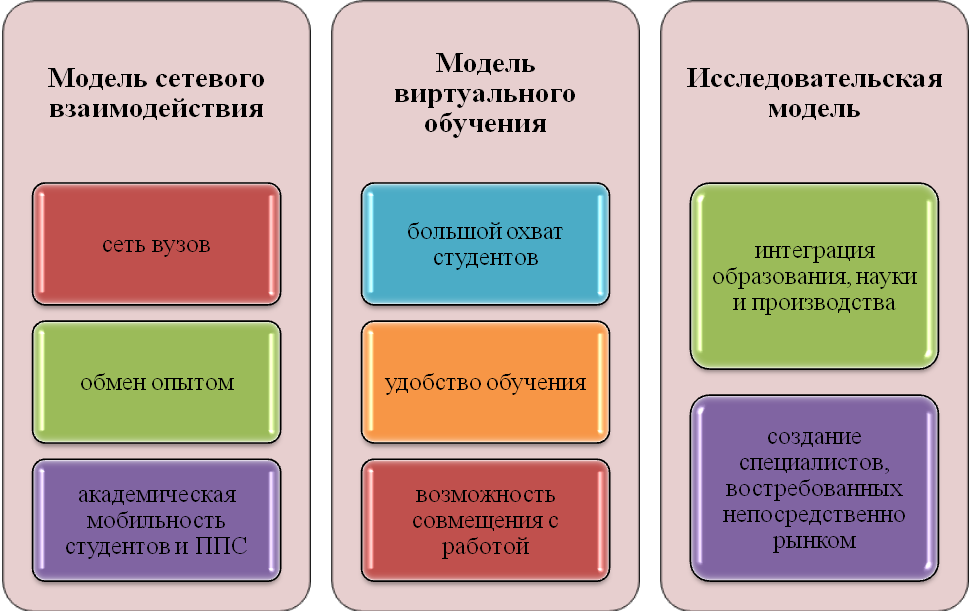 Модель сетевого
взаимодействия
сеть вузов
обмен опытом
академическая
мобильность
студентов и ППС
Модель
виртуального
обучения
большой охват
студентов
удобство обучения
возможность
совмещения с
работой
Исследовательская
модель
интеграция
образования, науки
и производства
создание
специалистов,
востребованных
непосредственно
рынком